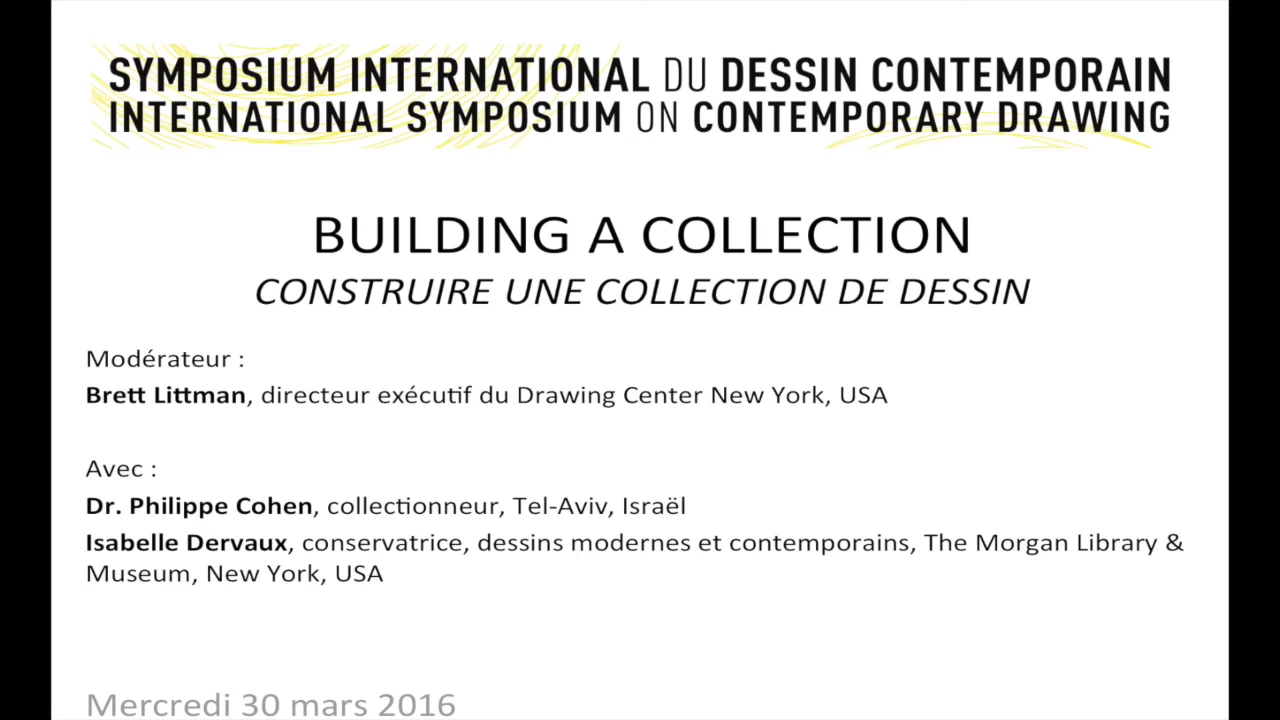 SYMPOSIUM INTERNATIONAL DU DESSIN CONTEMPORAIN
INTERNATIONAL SYMPOSIUM ON CONTEMPORARY DRAWING
BUILDING A COLLECTION
CONSTRUIRE UNE COLLECTION DE DESSIN
Modérateur :
Brett Littman, directeur exécutif du Drawing Center New York, USA
Avec :
Dr. Philippe Cohen, collectionneur, Tel-Aviv, Israël
Isabelle Dervaux, conservatrice, dessins modernes et contemporains, The Morgan Library &
Museum, New York, USA
Mercredi 30 mars 2016